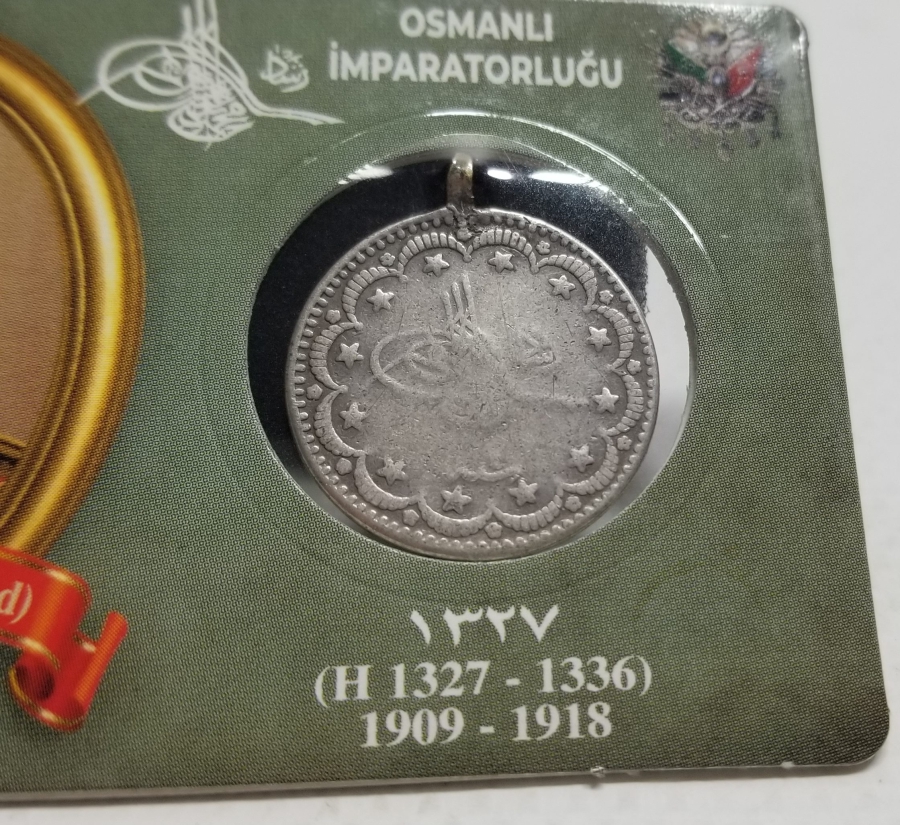 OSMANLI
İMPARATORLUĞU
١٣٢٧
(H 1327 - 1336)
1909 - 1918
d)